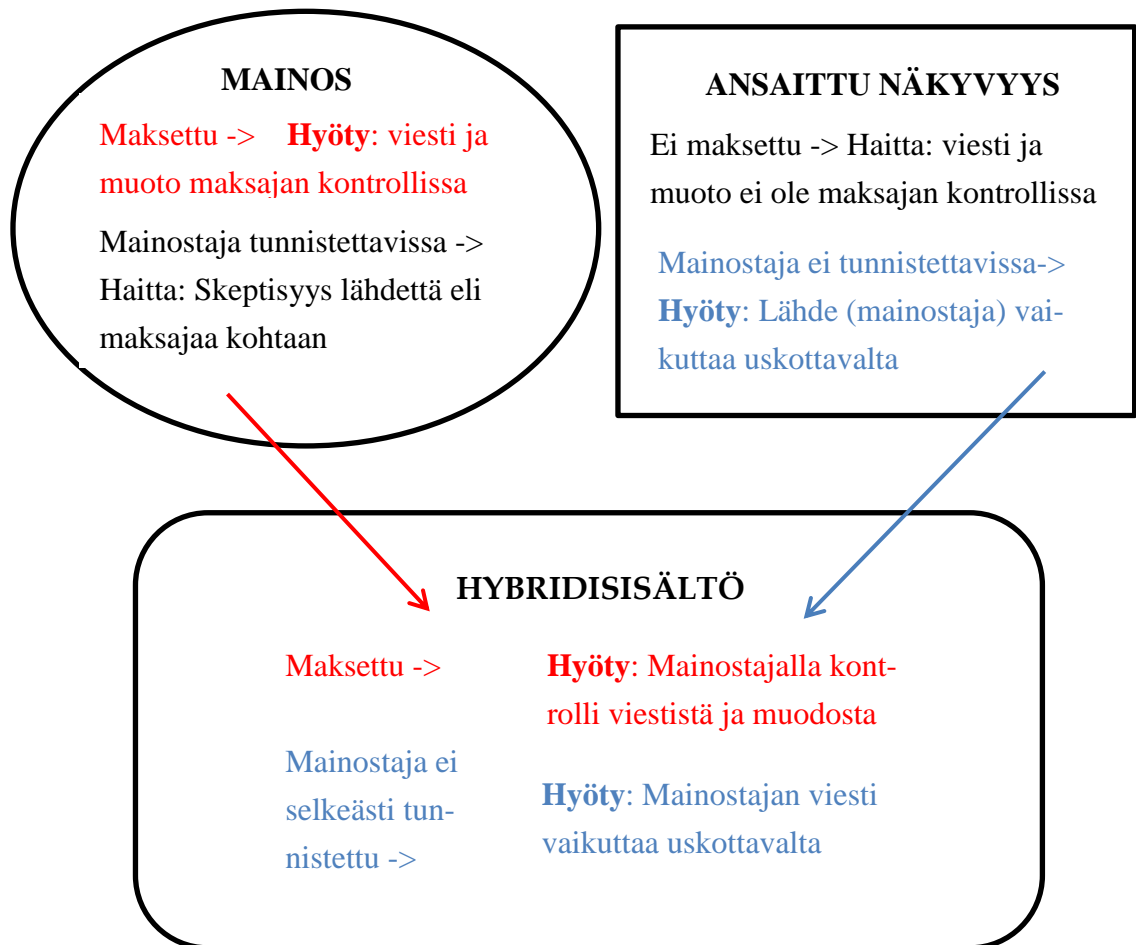 MAINOS
Maksettu -> Hyöty: viesti ja
muoto maksajan kontrollissa
Mainostaja tunnistettavissa ->
Haitta: Skeptisyys lähdettä eli
maksajaa kohtaan
ANSAITTU NÄKYVYYS
Ei maksettu -> Haitta: viesti ja
muoto ei ole maksajan kontrollissa
Mainostaja ei tunnistettavissa->
Hyöty: Lähde (mainostaja) vai-
kuttaa uskottavalta
HYBRIDISISÄLTÖ
Maksettu ->
Hyöty: Mainostajalla kont-
rolli viestistä ja muodosta
Mainostaja ei
selkeästi tun-
nistettu ->
Hyöty: Mainostajan viesti
vaikuttaa uskottavalta